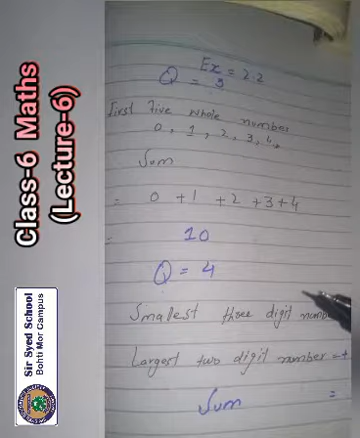 Class-6 Maths
(Lecture-6)
Sir Syed School
Bohti Mor Campus
Ex = 2.2
Q = 3
First five whole number
0, 1, 2, 3, 4,
Sum
= 0 + 1 + 2 + 3 + 4
= 10
Q = 4
Smallest three digit
Largest two digit number =
Sum =